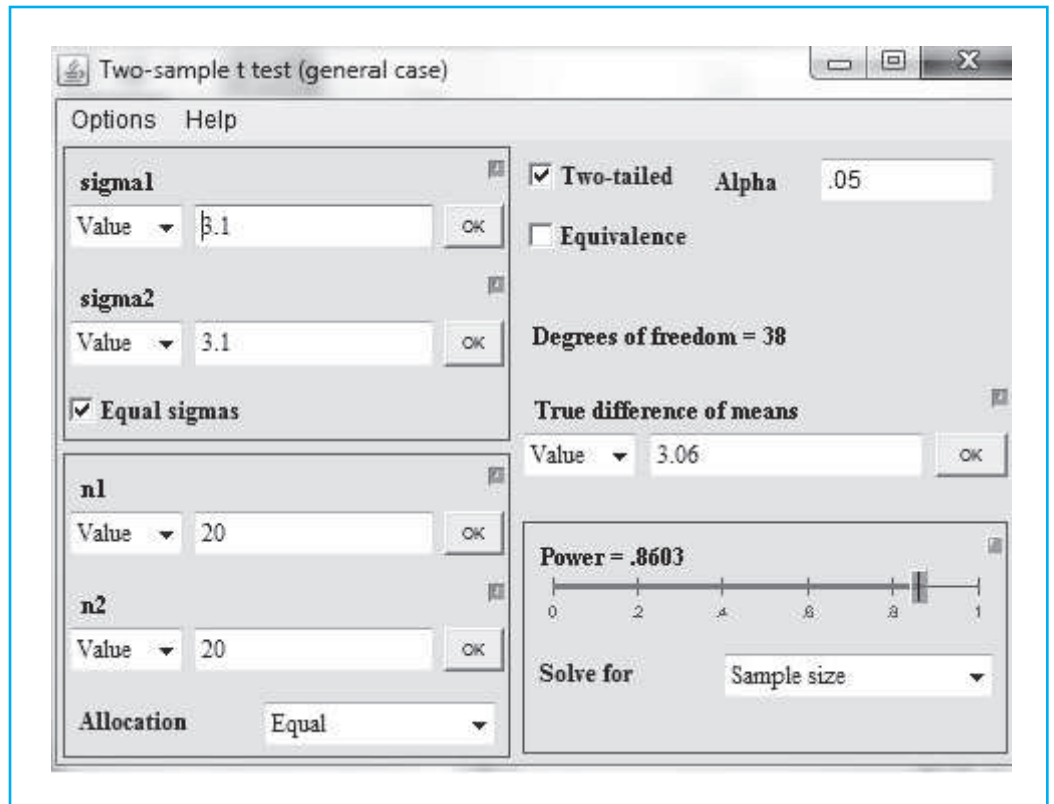 Two-sample t test (general case)
Options Help
sigma1
Value 3.1 OK
sigma2
Value 3.1 OK
Equal sigmas
n1
Value 20 OK
n2
Value 20 OK
Allocation Equal
Two-tailed Alpha .05
Equivalence
Degrees of freedom = 38
True difference of means
Value 3.06 OK
Power = .8603
0 .2 .4 .6 .8 1
Solve for Sample size